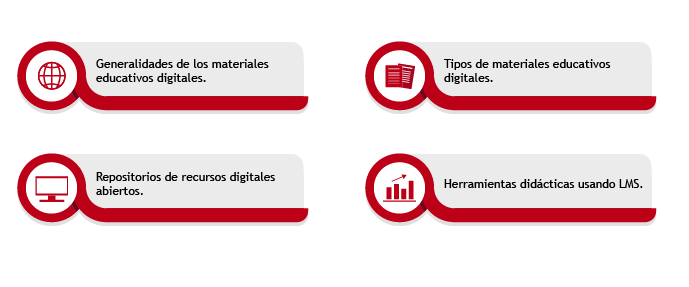 Generalidades de los materiales
educativos digitales.
Tipos de materiales educativos
digitales.
Repositorios de recursos digitales
abiertos.
Herramientas didácticas usando LMS.